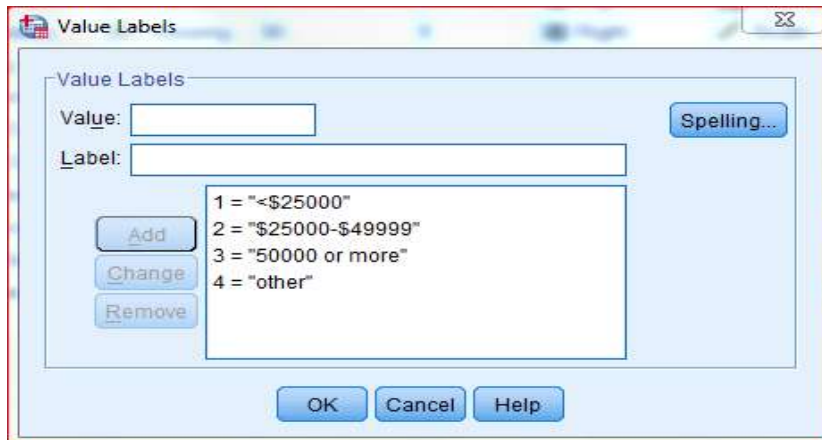 Value Labels
Value Labels
Value:
Spelling...
Label:
1 = "<$25000"
2 = "$25000-$49999"
3 = "50000 or more"
4 = "other"
Add
Change
Remove
OK Cancel Help